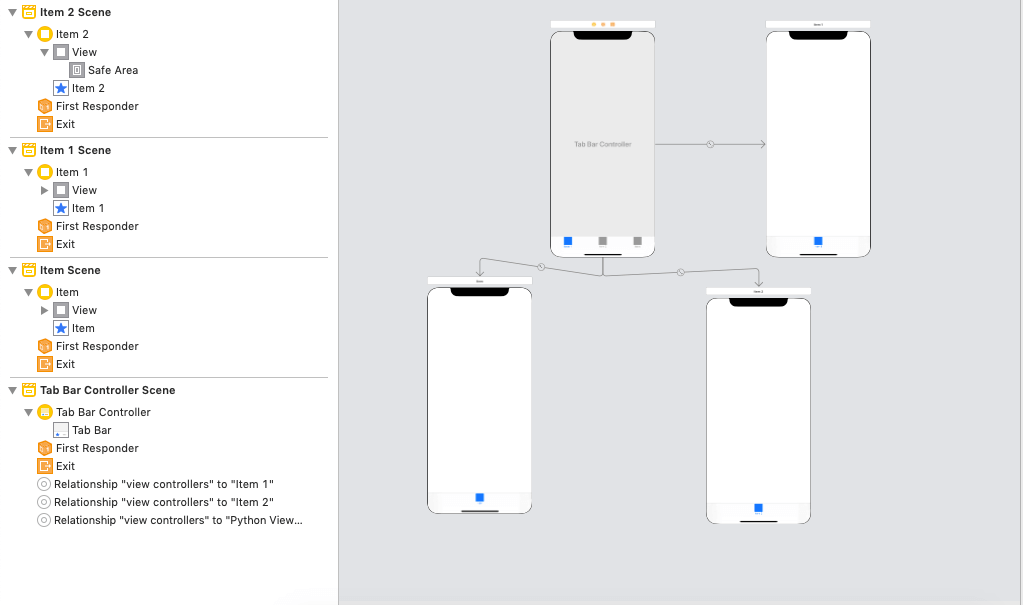 Item 2 Scene
Item 2
View
Safe Area
Item 2
First Responder
Exit
Item 1 Scene
Item 1
View
Item 1
First Responder
Exit
Item Scene
Item
View
Item
First Responder
Exit
Tab Bar Controller Scene
Tab Bar Controller
Tab Bar
First Responder
Exit
Relationship "view controllers" to "Item 1"
Relationship "view controllers" to "Item 2"
Relationship "view controllers" to "Python View...
Tab Bar Controller